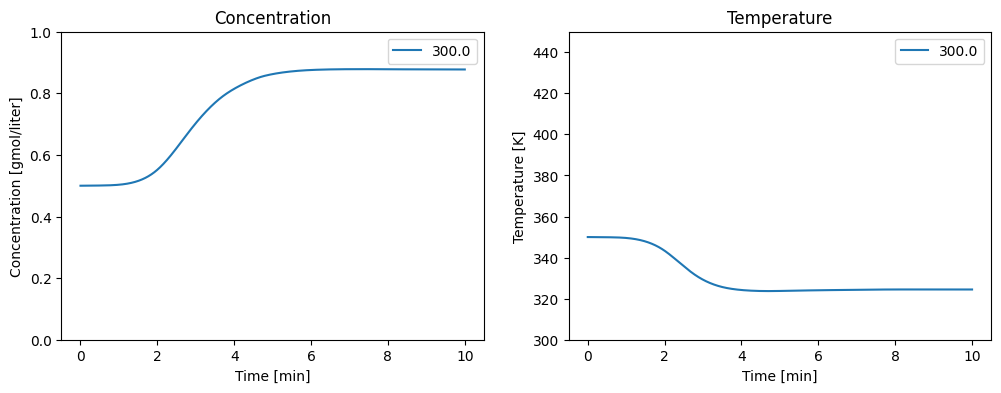 Concentration
Concentration [gmol/liter]
1.0
0.8
0.6
0.4
0.2
0.0
0 2 4 6 8 10
Time [min]
300.0
Temperature
Temperature [K]
440
420
400
380
360
340
320
300
0 2 4 6 8 10
Time [min]
300.0